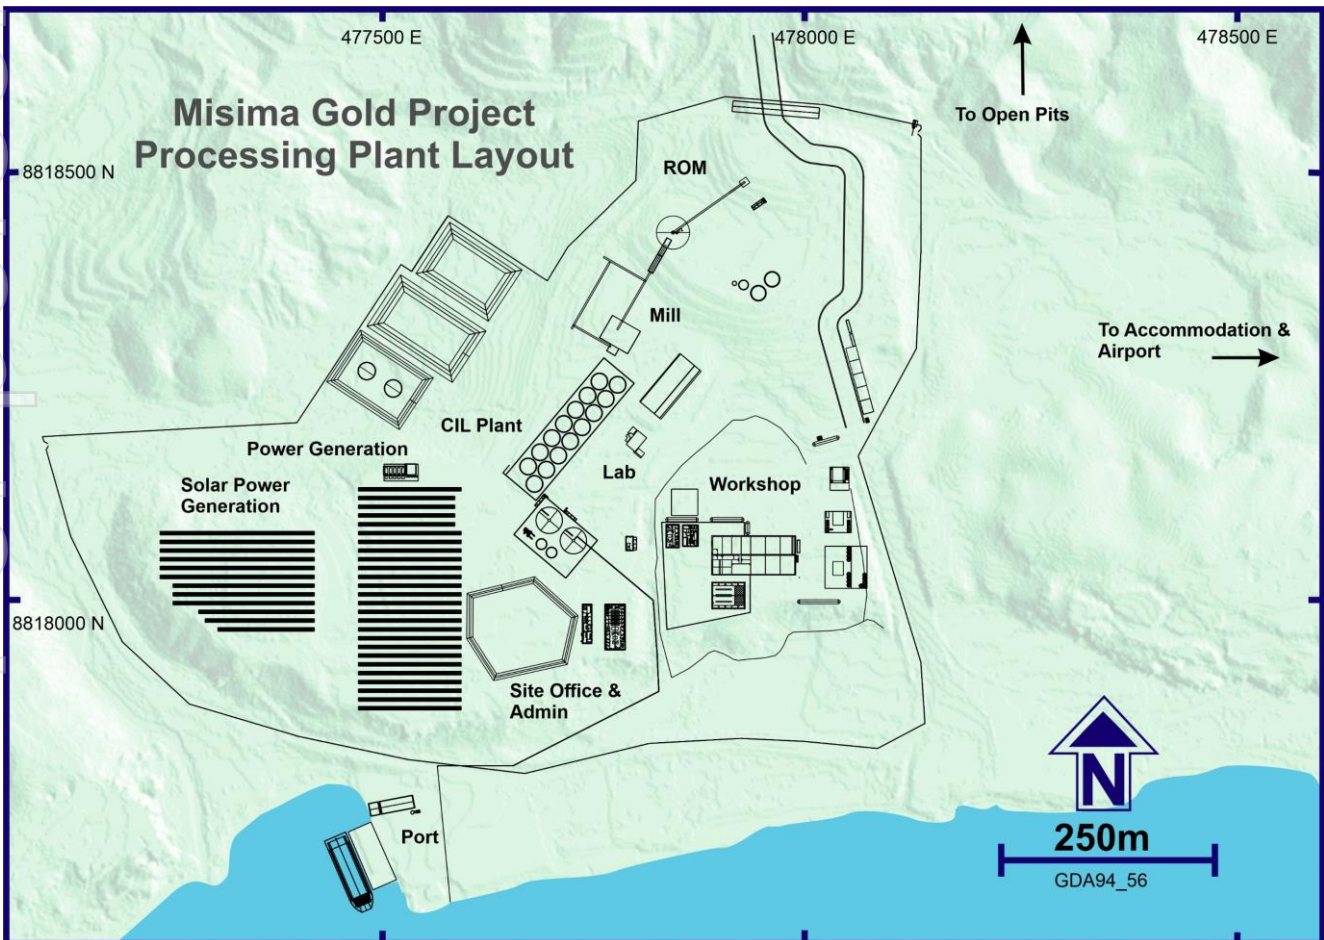 477500 E
478000 E
478500 E
Misima Gold Project
Processing Plant Layout
To Open Pits
8818500 N
ROM
Mill
To Accommodation &
Airport
CIL Plant
Power Generation
Lab
Solar Power
Generation
Workshop
8818000 N
Site Office &
Admin
N
Port
250m
GDA94_56